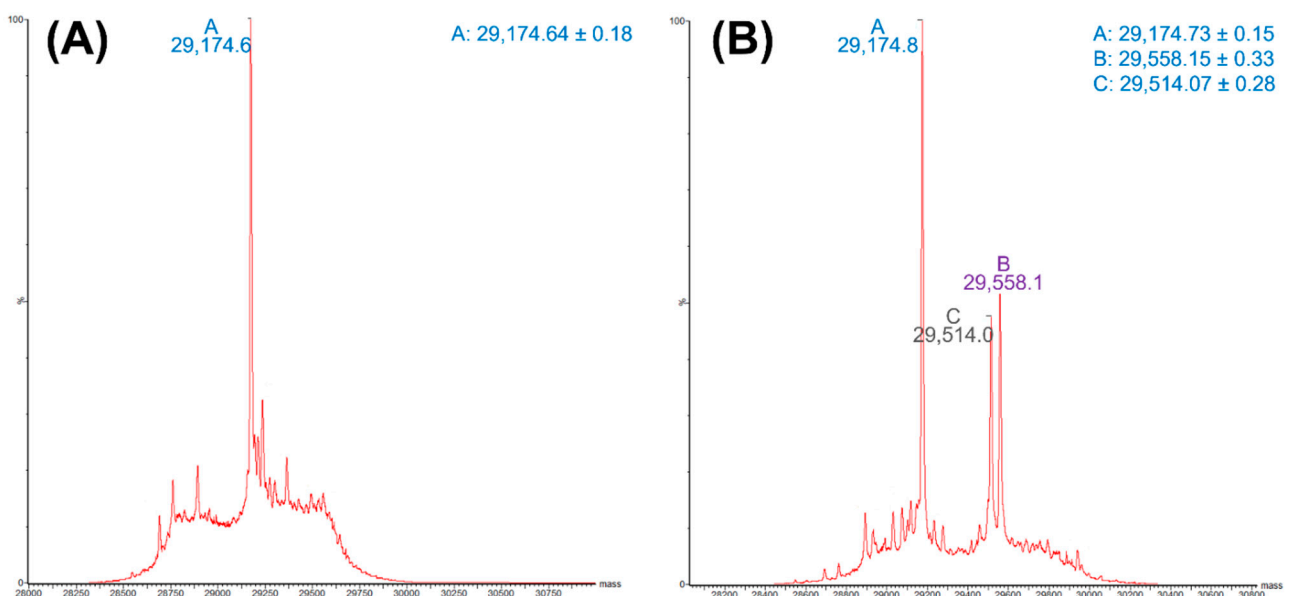 (A)
100
A
29,174.6
A: 29,174.64 ± 0.18
%
0
28000 28250 28500 28750 29000 29250 29500 29750 30000 30250 30500 30750
mass
(B)
100
A
29,174.8
A: 29,174.73 ± 0.15
B: 29,558.15 ± 0.33
C: 29,514.07 ± 0.28
B
29,558.1
C
29,514.0
%
0
28200 28400 28600 28800 29000 29200 29400 29600 29800 30000 30200 30400 30600 30800
mass